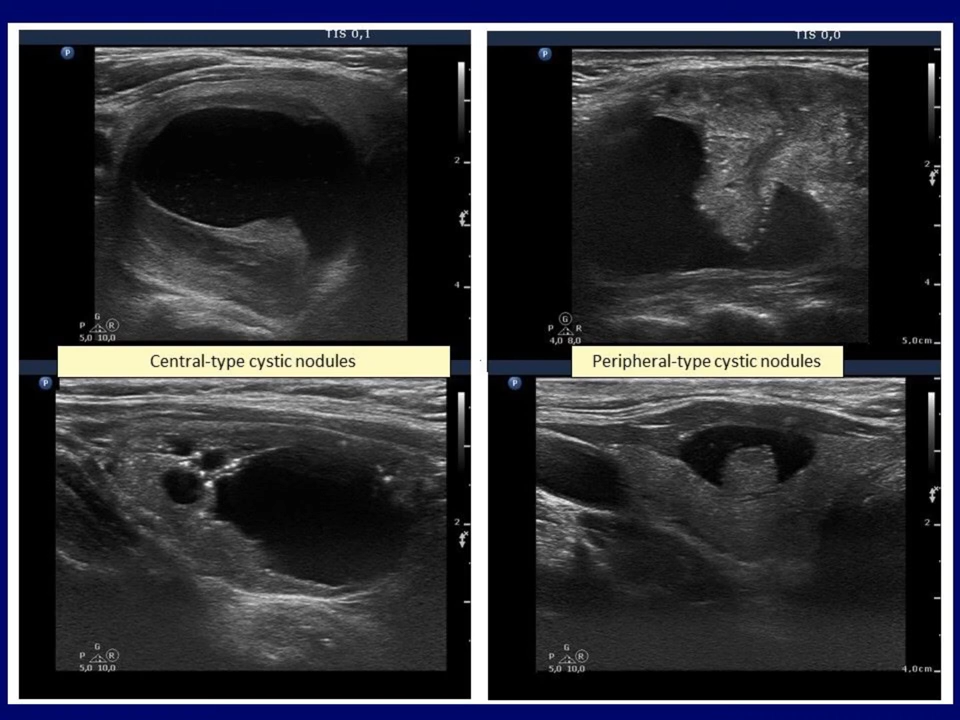 TIS 0,1
P
2
4
G
P R
5,0 10,0
TIS 0,0
P
2
4
5.0cm
G
P R
4,0 8,0
Central-type cystic nodules
Peripheral-type cystic nodules
P
2
G
P R
5,0 10,0
P
2
4.0cm
G
P R
5,0 10,0